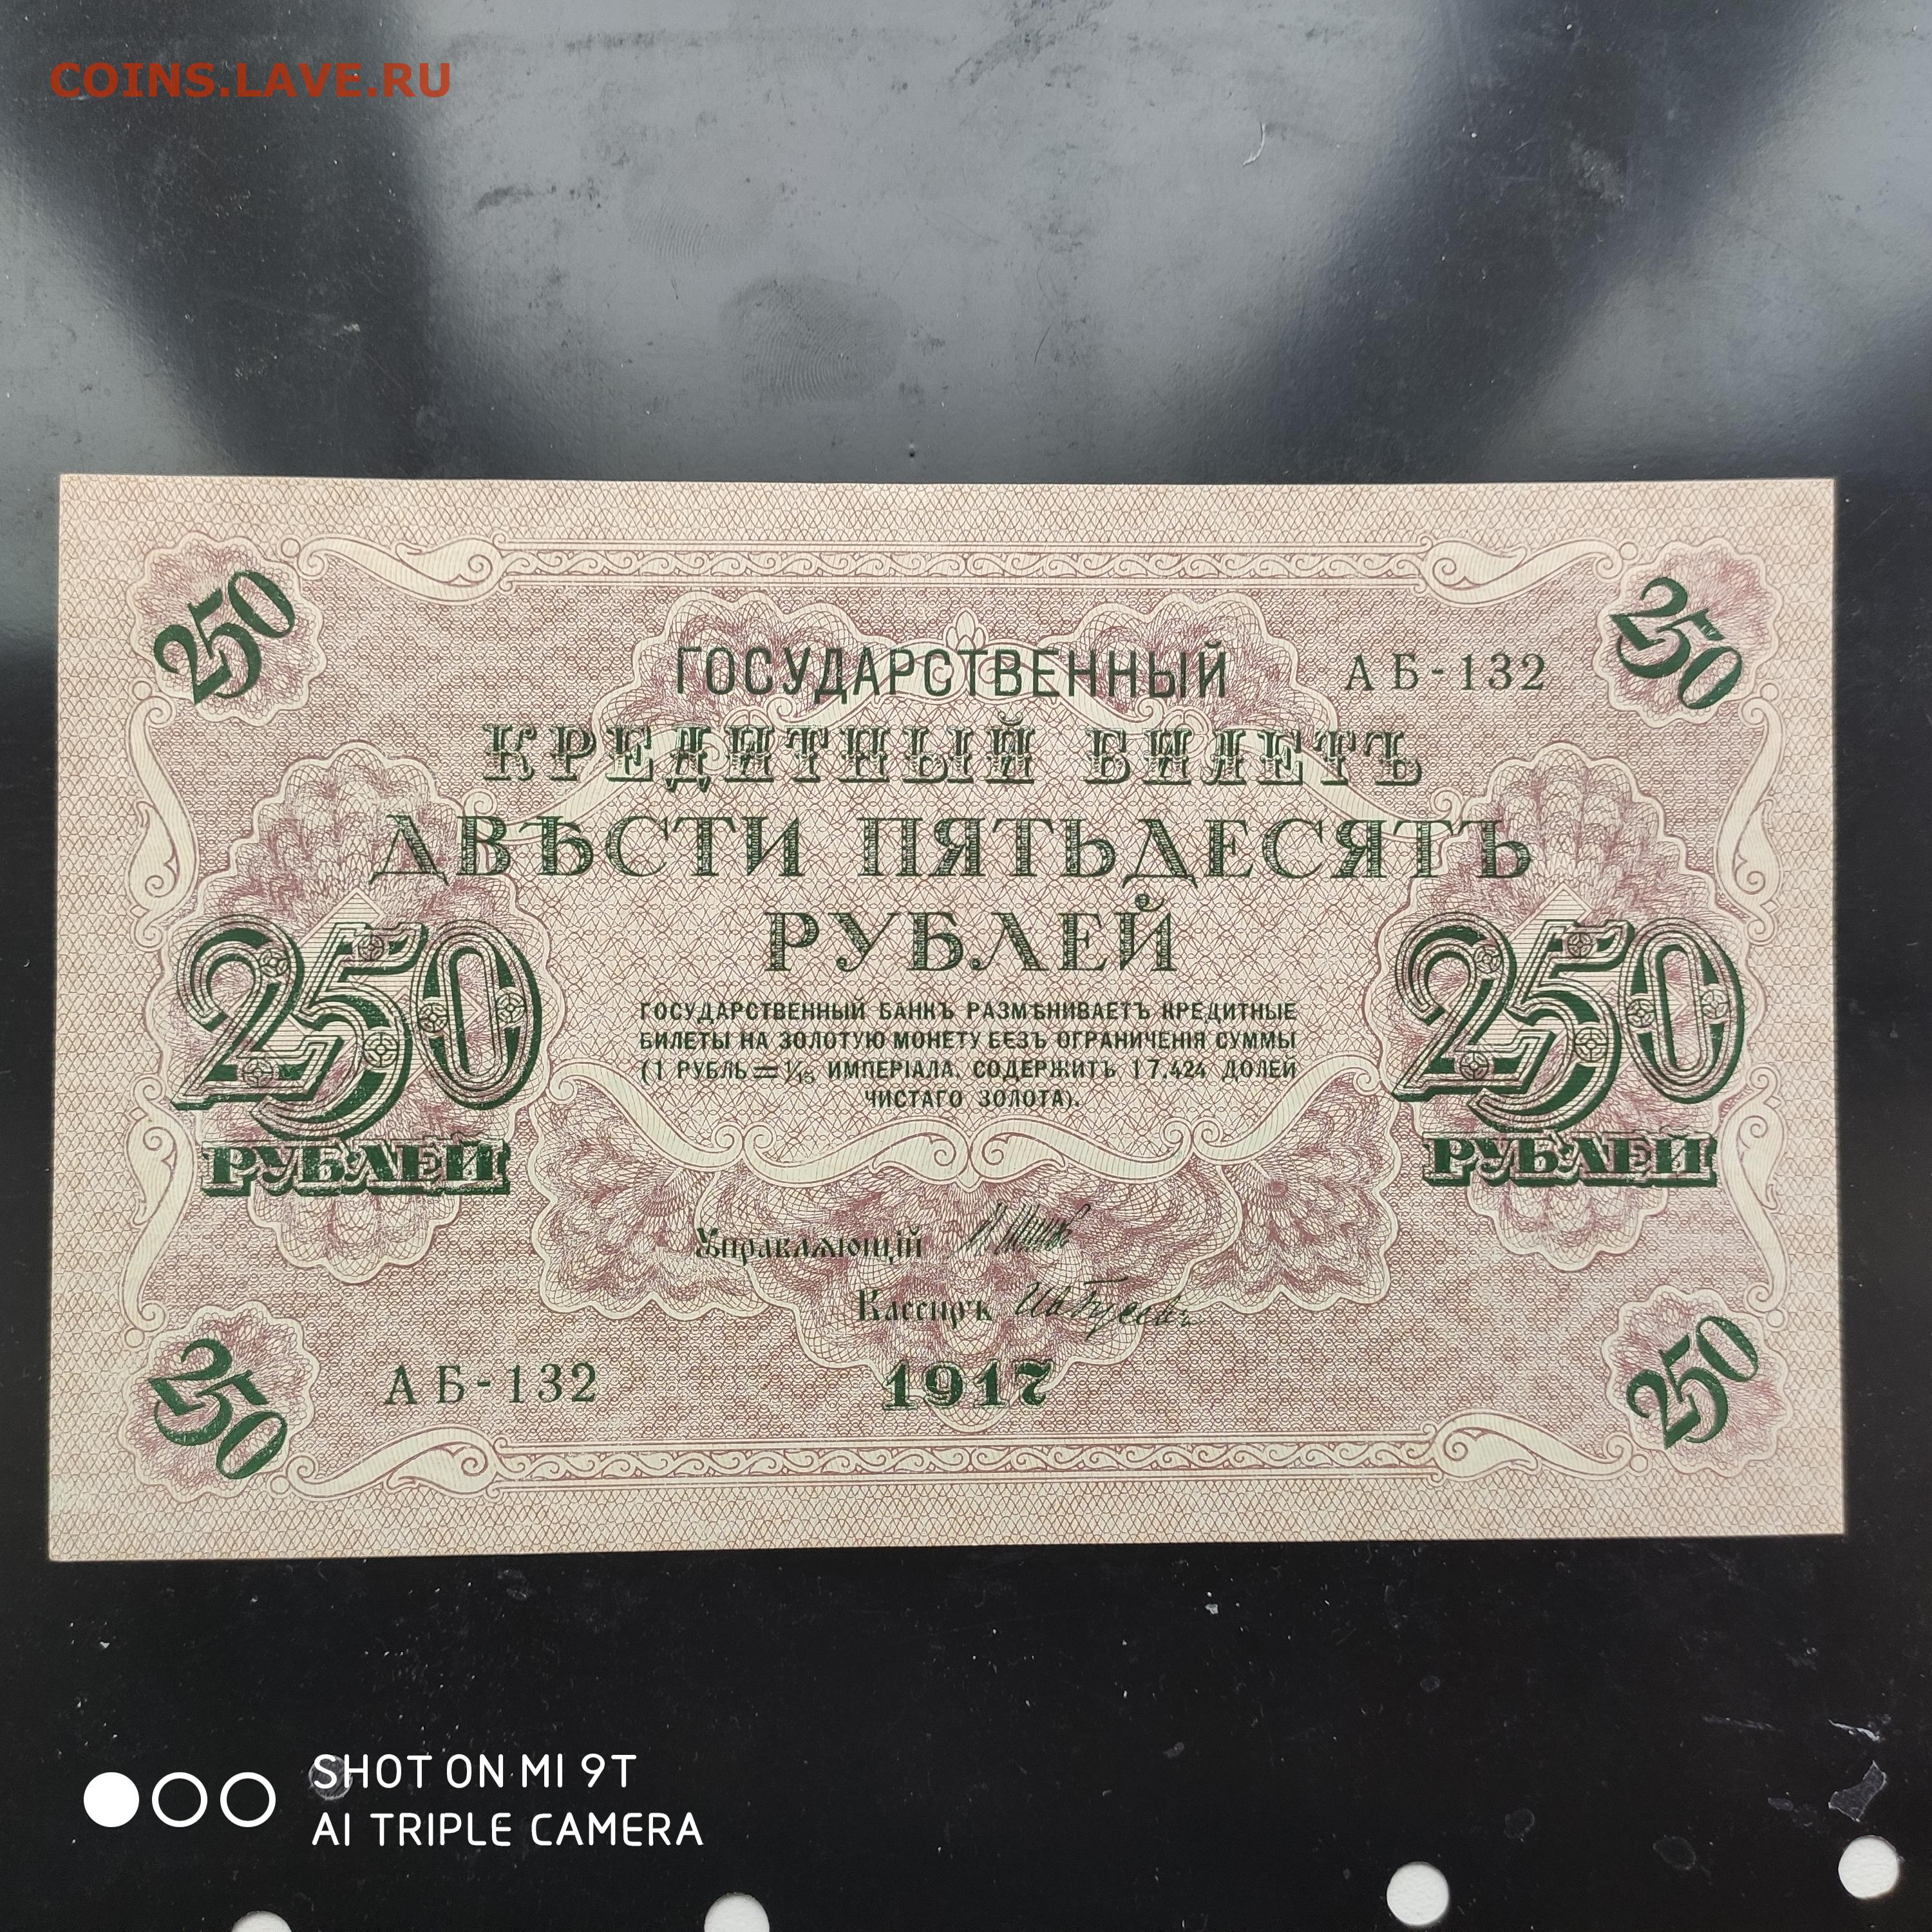 COINS.LAVE.RU
250
250
ГОСУДАРСТВЕННЫЙ
АБ-132
КРЕДИТНЫЙ БИЛЕТЪ
ДВѢСТИ ПЯТЬДЕСЯТЪ
РУБЛЕЙ
250
250
ГОСУДАРСТВЕННЫЙ БАНКЪ РАЗМѢНИВАЕТЪ КРЕДИТНЫЕ
БИЛЕТЫ НА ЗОЛОТУЮ МОНЕТУ БЕЗЪ ОГРАНИЧЕНІЯ СУММЫ
(1 РУБЛЬ = 1/15 ИМПЕРІАЛА, СОДЕРЖИТЪ 17.424 ДОЛЕЙ
ЧИСТАГО ЗОЛОТА).
РУБЛЕЙ
РУБЛЕЙ
Управляющій
Кассиръ
250
АБ-132
1917
250
SHOT ON MI 9T
AI TRIPLE CAMERA